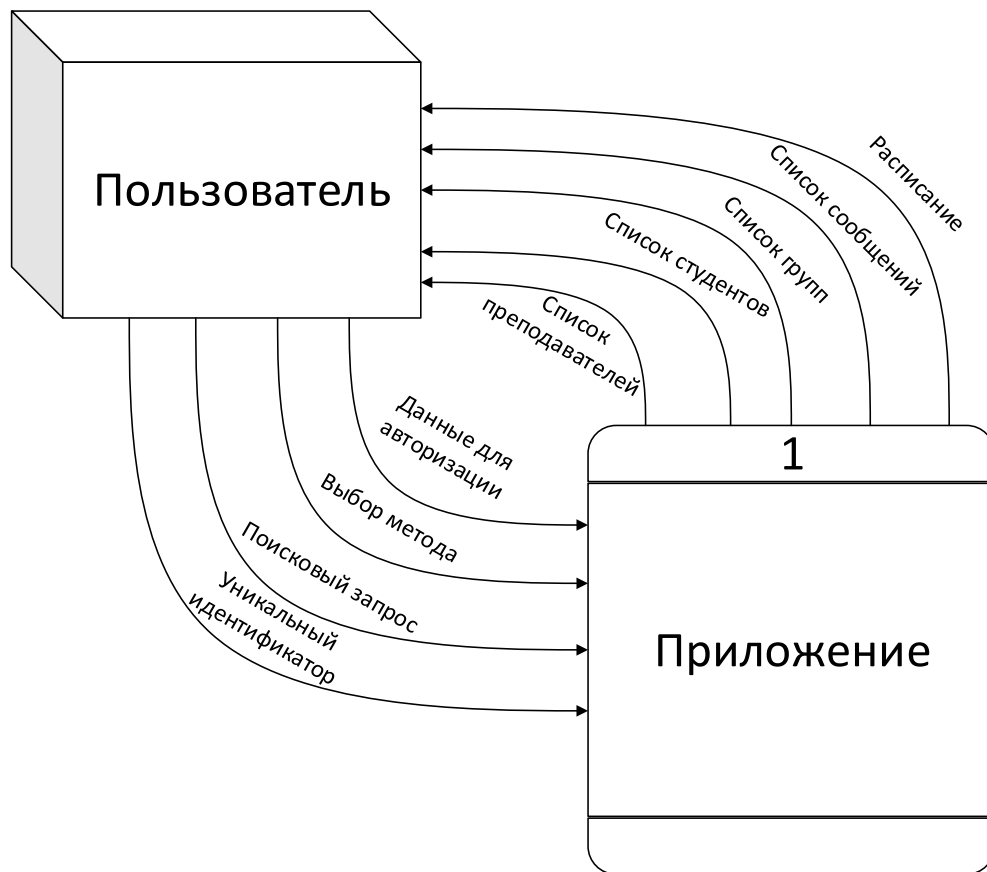 Пользователь
Расписание
Список сообщений
Список групп
Список студентов
Список
преподавателей
Данные для
авторизации
Выбор метода
Поисковый запрос
Уникальный
идентификатор
1
Приложение